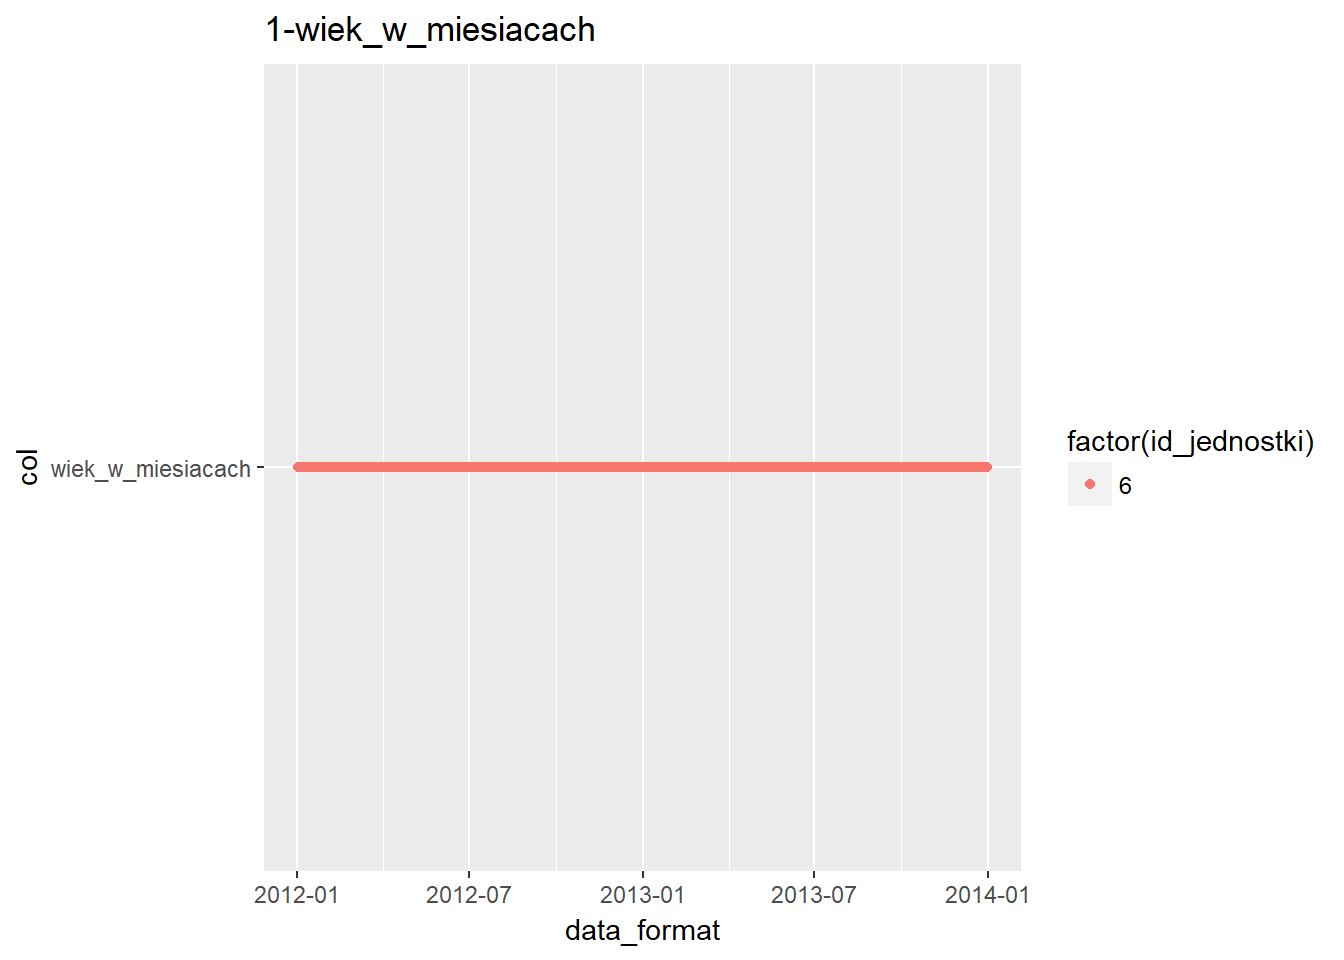 1-wiek_w_miesiacach
col
wiek_w_miesiacach
factor(id_jednostki)
6
2012-01 2012-07 2013-01 2013-07 2014-01
data_format